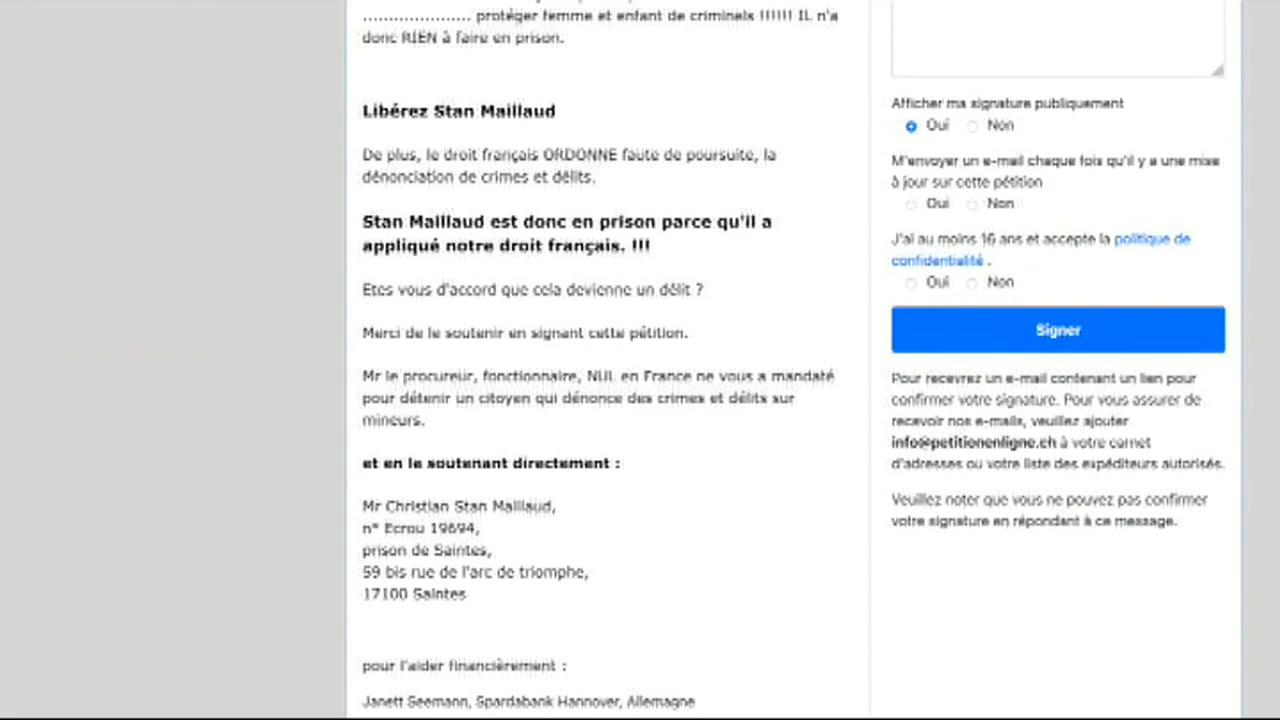 ..................... protéger femme et enfant de criminels !!!!!! IL n'a
donc RIEN à faire en prison.
Libérez Stan Maillaud
De plus, le droit français ORDONNE faute de poursuite, la
dénonciation de crimes et délits.
Stan Maillaud est donc en prison parce qu'il a
appliqué notre droit français. !!!
Etes vous d'accord que cela devienne un délit ?
Merci de le soutenir en signant cette pétition.
Mr le procureur, fonctionnaire, NUL en France ne vous a mandaté
pour détenir un citoyen qui dénonce des crimes et délits sur
mineurs.
et en le soutenant directement :
Mr Christian Stan Maillaud,
n° Ecrou 19694,
prison de Saintes,
59 bis rue de l'arc de triomphe,
17100 Saintes
pour l'aider financièrement :
Janett Seemann, Spardabank Hannover, Allemagne
Afficher ma signature publiquement
Oui Non
M'envoyer un e-mail chaque fois qu'il y a une mise
à jour sur cette pétition
Oui Non
J'ai au moins 16 ans et accepte la politique de
confidentialité .
Oui Non
Signer
Pour recevrez un e-mail contenant un lien pour
confirmer votre signature. Pour vous assurer de
recevoir nos e-mails, veuillez ajouter
info@petitionenligne.ch à votre carnet
d'adresses ou votre liste des expéditeurs autorisés.
Veuillez noter que vous ne pouvez pas confirmer
votre signature en répondant à ce message.